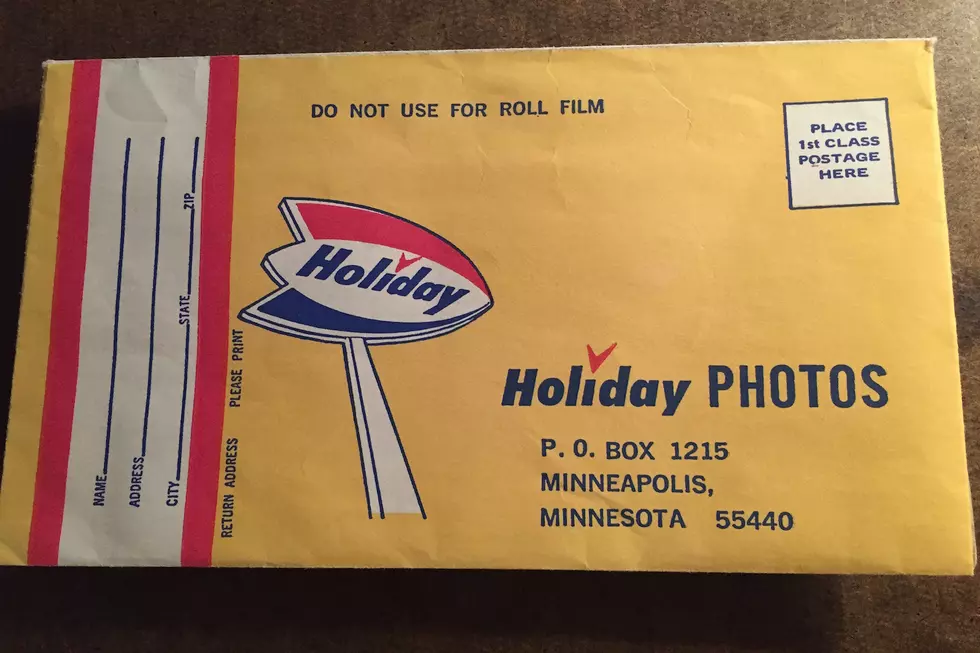 DO NOT USE FOR ROLL FILM
PLACE
1st CLASS
POSTAGE
HERE
Holiday
Holiday PHOTOS
P. O. BOX 1215
MINNEAPOLIS,
MINNESOTA 55440
NAME
ADDRESS
CITY STATE ZIP
RETURN ADDRESS PLEASE PRINT